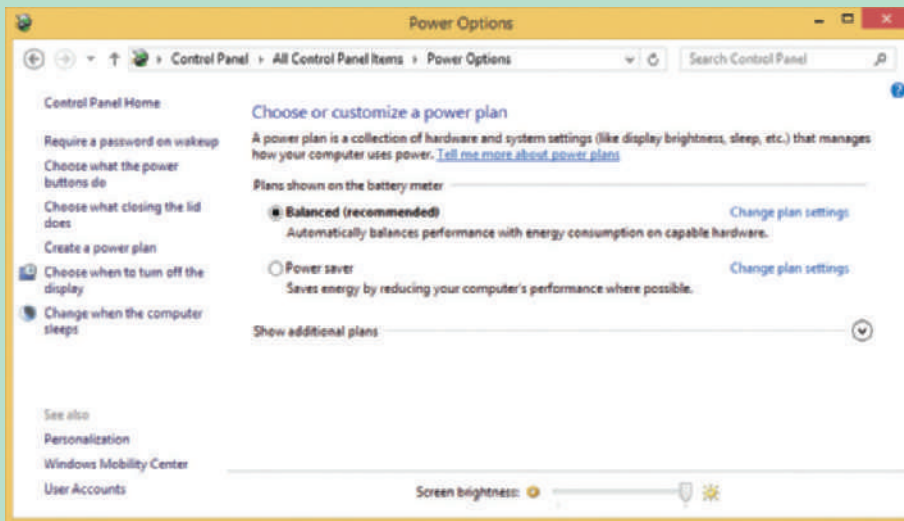 Power Options
Control Panel
All Control Panel Items
Power Options
Search Control Panel
Control Panel Home
Require a password on wakeup
Choose what the power
buttons do
Choose what closing the lid
does
Create a power plan
Choose when to turn off the
display
Change when the computer
sleeps
See also
Personalization
Windows Mobility Center
User Accounts
Choose or customize a power plan
A power plan is a collection of hardware and system settings (like display brightness, sleep, etc.) that manages
how your computer uses power. Tell me more about power plans
Plans shown on the battery meter
Balanced (recommended) Change plan settings
Automatically balances performance with energy consumption on capable hardware.
Power saver Change plan settings
Saves energy by reducing your computer's performance where possible.
Show additional plans
Screen brightness: